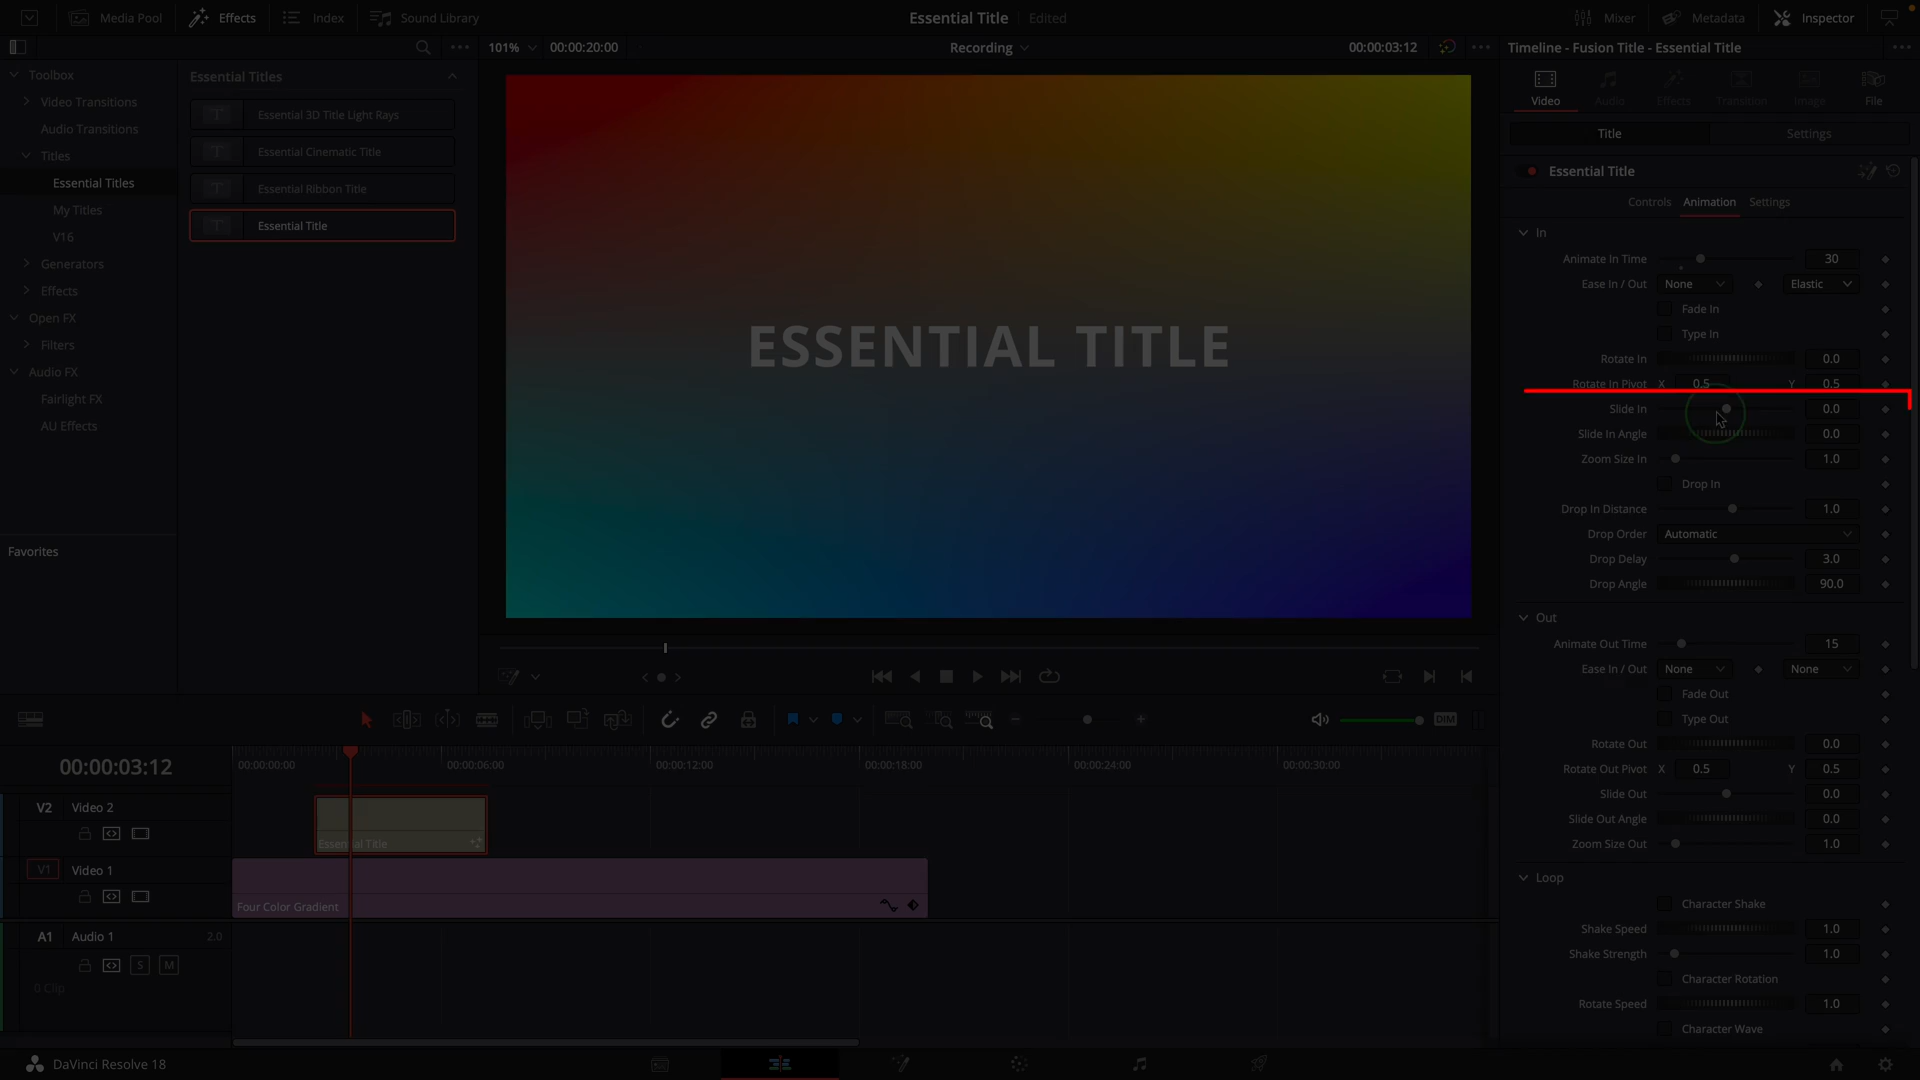 Media Pool Effects Index Sound Library Essential Title Edited Mixer Metadata Inspector
101% 00:00:20:00 Recording 00:00:03:12 Timeline - Fusion Title - Essential Title
Toolbox
Video Transitions
Audio Transitions
Titles
Essential Titles
My Titles
V16
Generators
Effects
Open FX
Filters
Audio FX
Fairlight FX
AU Effects
Favorites
Essential Titles
Essential 3D Title Light Rays
Essential Cinematic Title
Essential Ribbon Title
Essential Title
ESSENTIAL TITLE
Video Audio Effects Transition Image File
Title Settings
Essential Title
Controls Animation Settings
In
Animate In Time 30
Ease In / Out None Elastic
Fade In
Type In
Rotate In 0.0
Rotate In Pivot X 0.5 Y 0.5
Slide In 0.0
Slide In Angle 0.0
Zoom Size In 1.0
Drop In
Drop In Distance 1.0
Drop Order Automatic
Drop Delay 3.0
Drop Angle 90.0
Out
Animate Out Time 15
Ease In / Out None None
Fade Out
Type Out
Rotate Out 0.0
Rotate Out Pivot X 0.5 Y 0.5
Slide Out 0.0
Slide Out Angle 0.0
Zoom Size Out 1.0
Loop
Character Shake
Shake Speed 1.0
Shake Strength 1.0
Character Rotation
Rotate Speed 1.0
Character Wave
DIM
00:00:03:12 00:00:00:00 00:00:06:00 00:00:12:00 00:00:18:00 00:00:24:00 00:00:30:00
V2 Video 2
Essential Title
V1 Video 1
Four Color Gradient
A1 Audio 1 2.0
S M
0 Clip
DaVinci Resolve 18